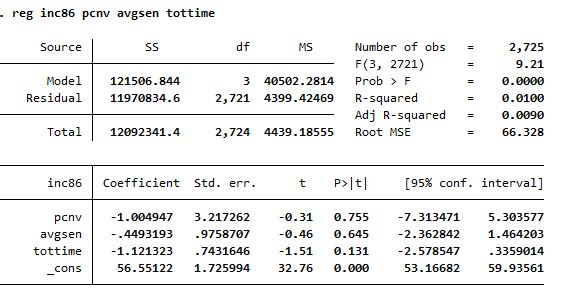 . reg inc86 pcnv avgsen tottime
Source SS df MS Number of obs = 2,725
F(3, 2721) = 9.21
Model 121506.844 3 40502.2814 Prob > F = 0.0000
Residual 11970834.6 2,721 4399.42469 R-squared = 0.0100
Adj R-squared = 0.0090
Total 12092341.4 2,724 4439.18555 Root MSE = 66.328
inc86 Coefficient Std. err. t P>|t| [95% conf. interval]
pcnv -1.004947 3.217262 -0.31 0.755 -7.313471 5.303577
avgsen -.4493193 .9758707 -0.46 0.645 -2.362842 1.464203
tottime -1.121323 .7431646 -1.51 0.131 -2.578547 .3359014
_cons 56.55122 1.725994 32.76 0.000 53.16682 59.93561